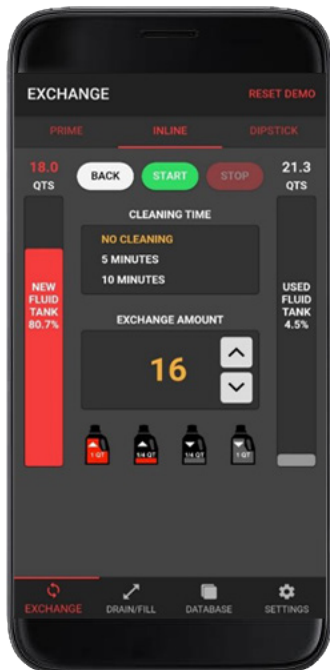 EXCHANGE
RESET DEMO
PRIME
INLINE
DIPSTICK
18.0
QTS
BACK
START
STOP
21.3
QTS
CLEANING TIME
NO CLEANING
5 MINUTES
10 MINUTES
NEW
FLUID
TANK
80.7%
EXCHANGE AMOUNT
16
USED
FLUID
TANK
4.5%
1 QT
1/4 QT
1/4 QT
1 QT
EXCHANGE
DRAIN/FILL
DATABASE
SETTINGS